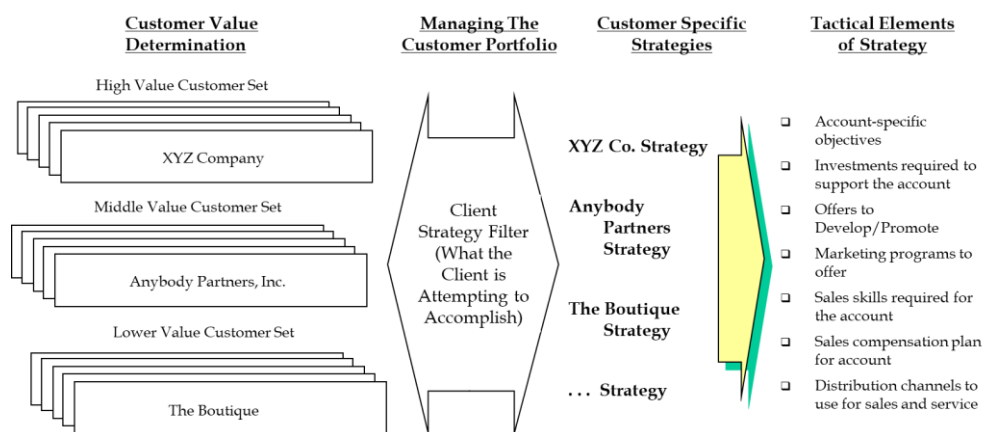 Customer Value
Determination
Managing The
Customer Portfolio
Customer Specific
Strategies
Tactical Elements
of Strategy
High Value Customer Set
XYZ Company
Middle Value Customer Set
Anybody Partners, Inc.
Lower Value Customer Set
The Boutique
Client
Strategy Filter
(What the
Client is
Attempting to
Accomplish)
XYZ Co. Strategy
Anybody
Partners
Strategy
The Boutique
Strategy
. . . Strategy
❑ Account-specific
objectives
❑ Investments required to
support the account
❑ Offers to
Develop/Promote
❑ Marketing programs to
offer
❑ Sales skills required for
the account
❑ Sales compensation plan
for account
❑ Distribution channels to
use for sales and service